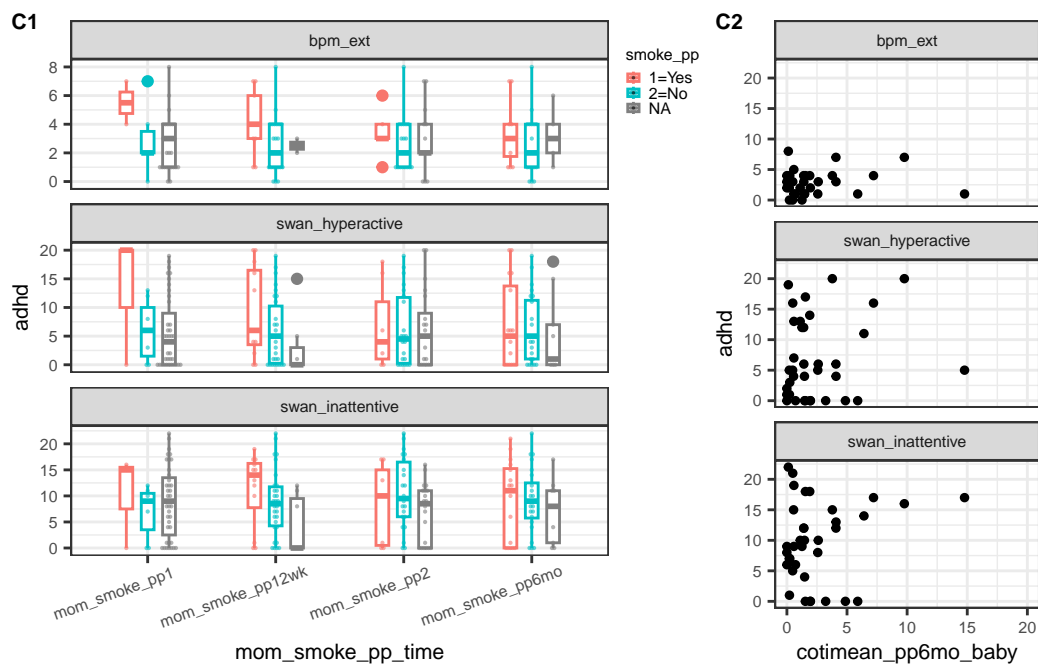 C1
bpm_ext
8
6
4
2
0
swan_hyperactive
20
15
10
5
0
swan_inattentive
20
15
10
5
0
adhd
mom_smoke_pp1
mom_smoke_pp12wk
mom_smoke_pp2
mom_smoke_pp6mo
mom_smoke_pp_time
smoke_pp
1=Yes
2=No
NA
C2
bpm_ext
20
15
10
5
0
swan_hyperactive
20
15
10
5
0
swan_inattentive
20
15
10
5
0
adhd
0 5 10 15 20
cotimean_pp6mo_baby